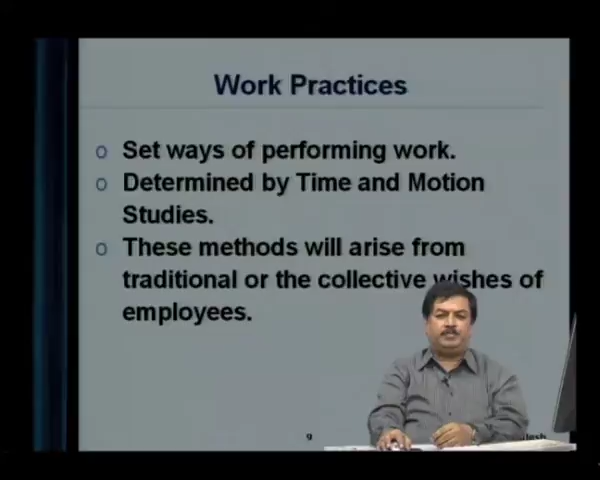 Work Practices
o Set ways of performing work.
o Determined by Time and Motion
Studies.
o These methods will arise from
traditional or the collective wishes of
employees.
9